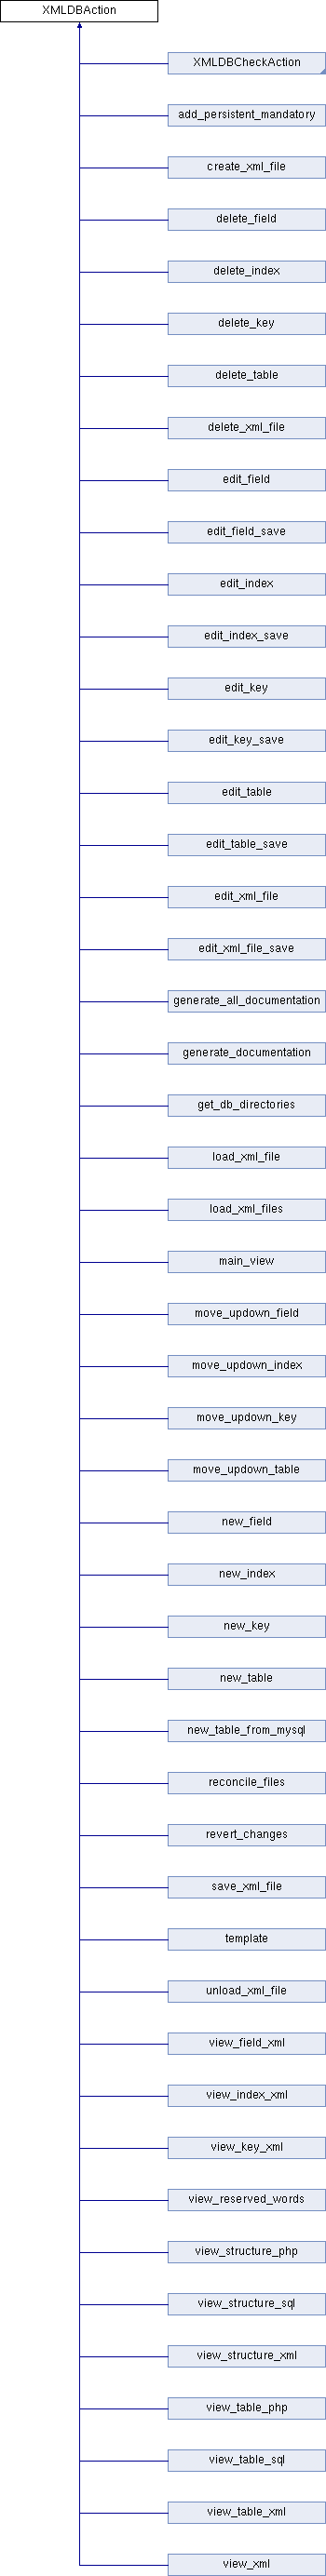 XMLDBAction
XMLDBCheckAction
add_persistent_mandatory
create_xml_file
delete_field
delete_index
delete_key
delete_table
delete_xml_file
edit_field
edit_field_save
edit_index
edit_index_save
edit_key
edit_key_save
edit_table
edit_table_save
edit_xml_file
edit_xml_file_save
generate_all_documentation
generate_documentation
get_db_directories
load_xml_file
load_xml_files
main_view
move_updown_field
move_updown_index
move_updown_key
move_updown_table
new_field
new_index
new_key
new_table
new_table_from_mysql
reconcile_files
revert_changes
save_xml_file
template
unload_xml_file
view_field_xml
view_index_xml
view_key_xml
view_reserved_words
view_structure_php
view_structure_sql
view_structure_xml
view_table_php
view_table_sql
view_table_xml
view_xml